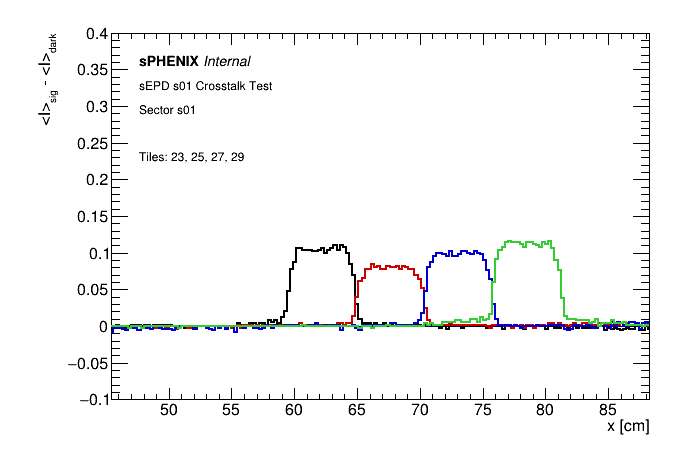 0.4
0.35
0.3
0.25
0.2
0.15
0.1
0.05
0
−0.05
−0.1
<I>sig - <I>dark
sPHENIX Internal
sEPD s01 Crosstalk Test
Sector s01
Tiles: 23, 25, 27, 29
50 55 60 65 70 75 80 85
x [cm]